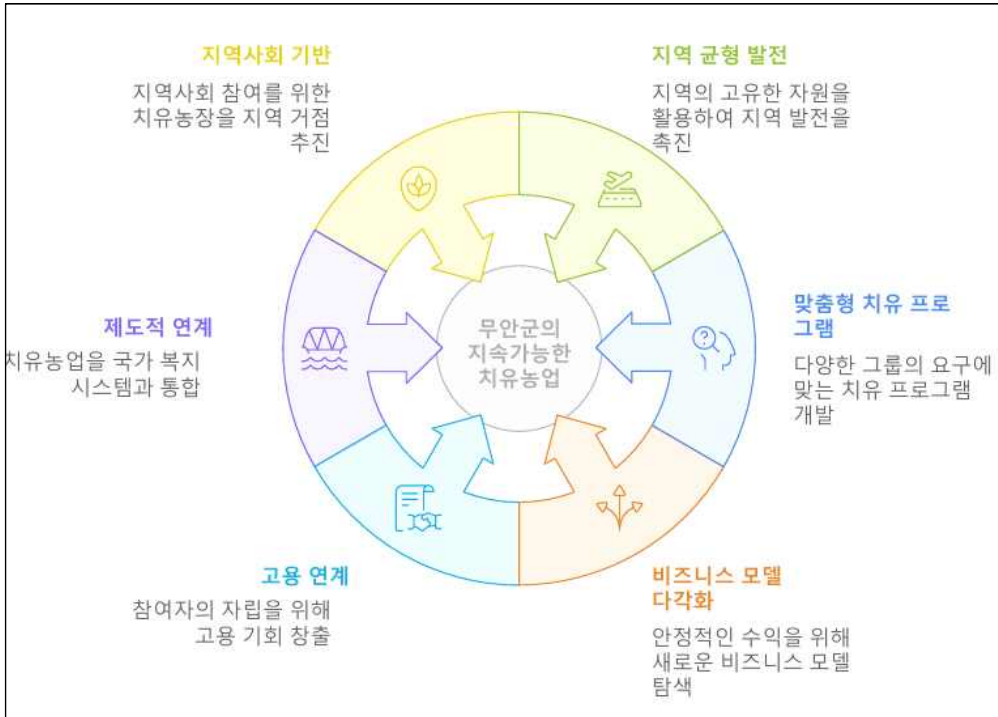 지역사회 기반
지역사회 참여를 위한
치유농장을 지역 거점
추진
지역 균형 발전
지역의 고유한 자원을
활용하여 지역 발전을
촉진
제도적 연계
치유농업을 국가 복지
시스템과 통합
무안군의
지속가능한
치유농업
맞춤형 치유 프로
그램
다양한 그룹의 요구에
맞는 치유 프로그램
개발
고용 연계
참여자의 자립을 위해
고용 기회 창출
비즈니스 모델
다각화
안정적인 수익을 위해
새로운 비즈니스 모델
탐색